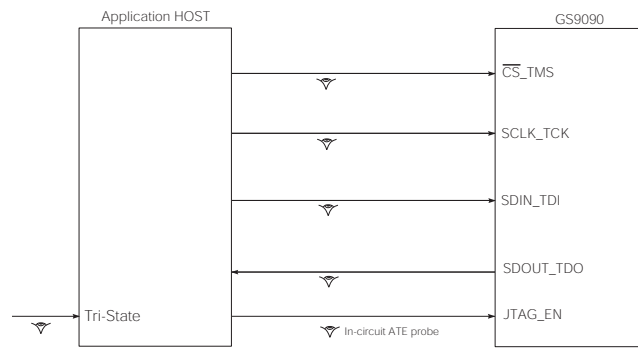 Application HOST
GS9090
CS_TMS
SCLK_TCK
SDIN_TDI
SDOUT_TDO
Tri-State
JTAG_EN
In-circuit ATE probe